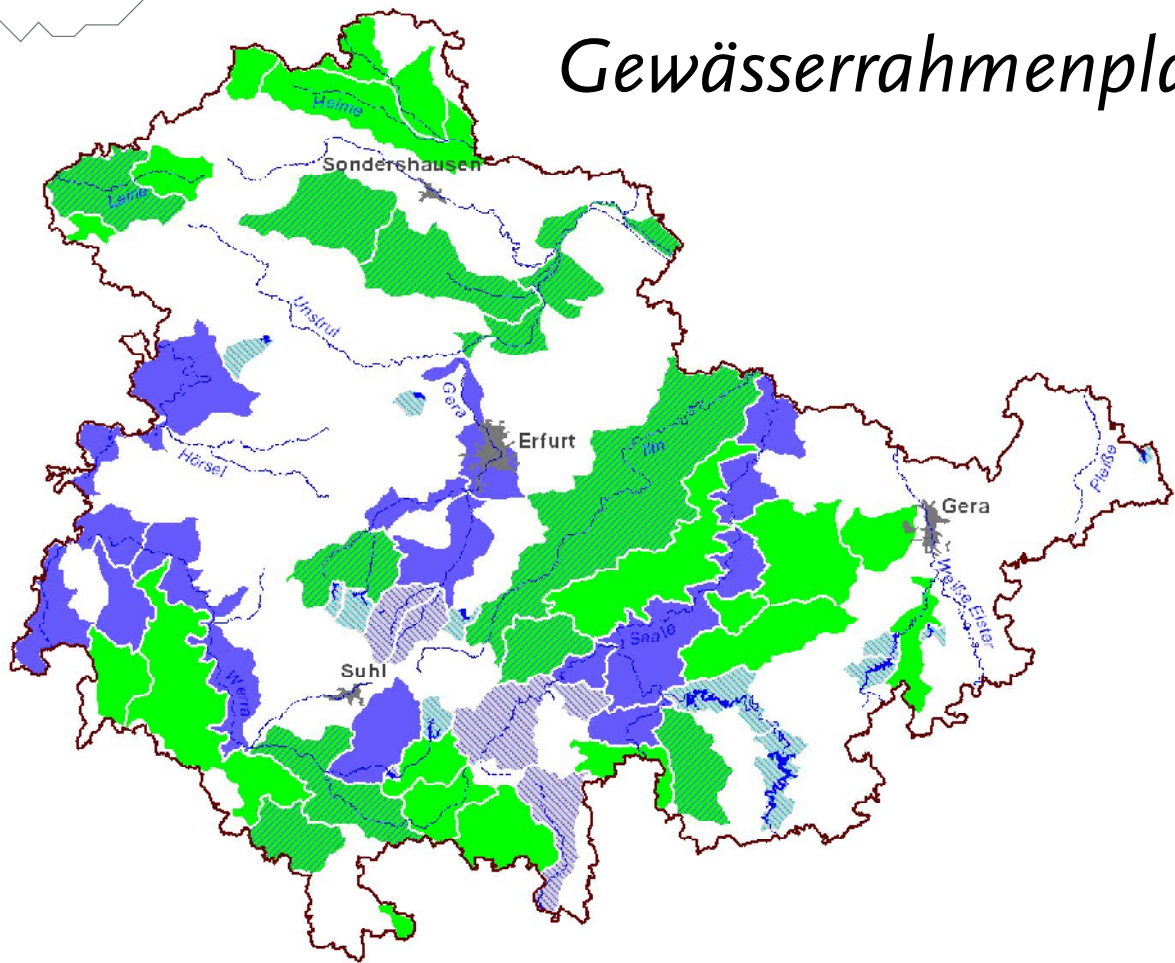 Gewässerrahmenpla
Helme
Sondershausen
Leine
Unstrut
Gera
Erfurt
Ilm
Hörsel
Pleiße
Gera
Weiße Elster
Saale
Suhl
Werra